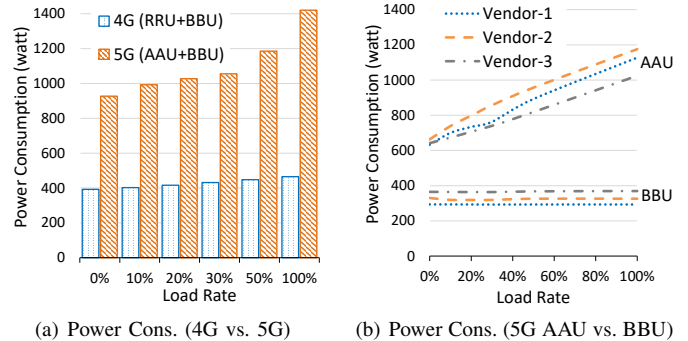 Power Consumption (watt)
1400
1200
1000
800
600
400
200
0
4G (RRU+BBU)
5G (AAU+BBU)
0% 10% 20% 30% 50% 100%
Load Rate
(a) Power Cons. (4G vs. 5G)
Power Consumption (watt)
1400
1200
1000
800
600
400
200
0
Vendor-1
Vendor-2
Vendor-3
AAU
BBU
0% 20% 40% 60% 80% 100%
Load Rate
(b) Power Cons. (5G AAU vs. BBU)